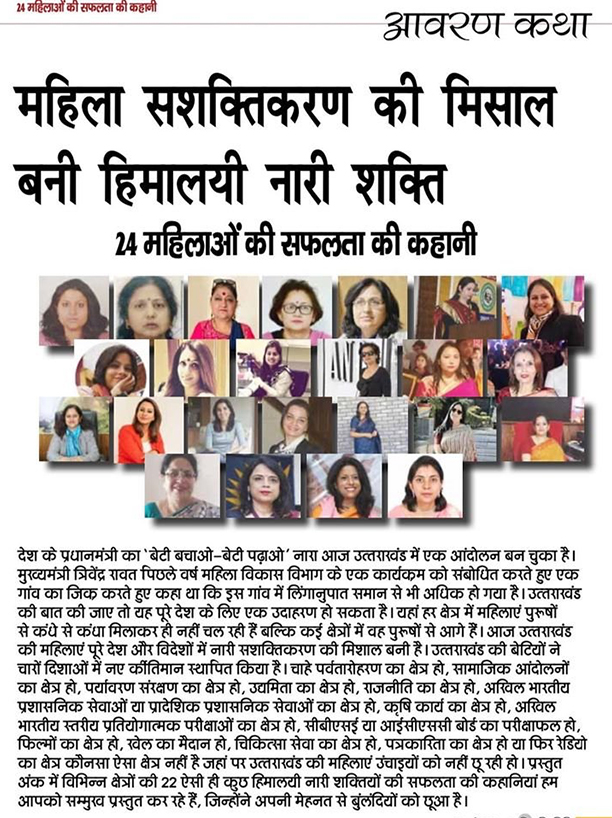 24 महिलाओं की सफलता की कहानी
आवरण कथा
महिला सशक्तिकरण की मिसाल
बनी हिमालयी नारी शक्ति
24 महिलाओं की सफलता की कहानी
देश के प्रधानमंत्री का 'बेटी बचाओ-बेटी पढ़ाओ' नारा आज उत्तराखंड में एक आंदोलन बन चुका है।
मुख्यमंत्री त्रिवेंद्र रावत पिछले वर्ष महिला विकास विभाग के एक कार्यकम को संबोधित करते हुए एक
गांव का जिक करते हुए कहा था कि इस गांव में लिंगानुपात समान से भी अधिक हो गया है। उत्तराखंड
की बात की जाए तो यह पूरे देश के लिए एक उदाहरण हो सकता है। यहां हर क्षेत्र में महिलाएं पुरूषों
से कंधे से कंधा मिलाकर ही नहीं चल रही हैं बल्कि कई क्षेत्रों में वह पुरूषों से आगे हैं। आज उत्तराखंड
की महिलाएं पूरे देश और विदेशों में नारी सशक्तिकरण की मिशाल बनी है। उत्तराखंड की बेटियों ने
चारों दिशाओं में नए कीर्तिमान स्थापित किया है। चाहे पर्वतारोहण का क्षेत्र हो, सामाजिक आंदोलनों
का क्षेत्र हो, पर्यावरण संरक्षण का क्षेत्र हो, उद्यमिता का क्षेत्र हो, राजनीति का क्षेत्र हो, अखिल भारतीय
प्रशासनिक सेवाओं या प्रादेशिक प्रशासनिक सेवाओं का क्षेत्र हो, कृषि कार्य का क्षेत्र हो, अखिल
भारतीय स्तरीय प्रतियोगात्मक परीक्षाओं का क्षेत्र हो, सीबीएसई या आईसीएससी बोर्ड का परीक्षाफल हो,
फिल्मों का क्षेत्र हो, खेल का मैदान हो, चिकित्सा सेवा का क्षेत्र हो, पत्रकारिता का क्षेत्र हो या फिर रेडियो
का क्षेत्र कौनसा ऐसा क्षेत्र नहीं है जहां पर उत्तराखंड की महिलाएं उंचाइयों को नहीं छू रही हो। प्रस्तुत
अंक में विभिन्न क्षेत्रों की 22 ऐसी ही कुछ हिमालयी नारी शक्तियों की सफलता की कहानियां हम
आपको सम्मुख प्रस्तुत कर रहे हैं, जिन्होंने अपनी मेहनत से बुंलदियों को छूआ है।